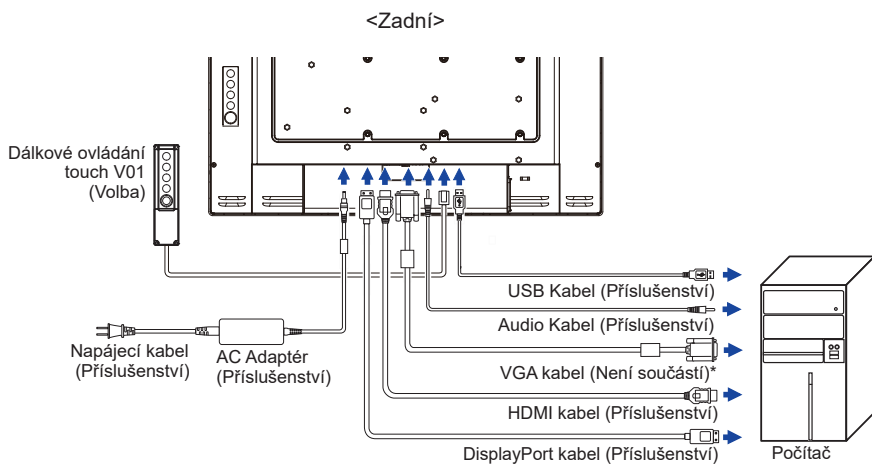 <Zadní>
Dálkové ovládání
touch V01
(Volba)
USB Kabel (Příslušenství)
Audio Kabel (Příslušenství)
Napájecí kabel
(Příslušenství)
AC Adaptér
(Příslušenství)
VGA kabel (Není součástí)*
HDMI kabel (Příslušenství)
DisplayPort kabel (Příslušenství)
Počítač